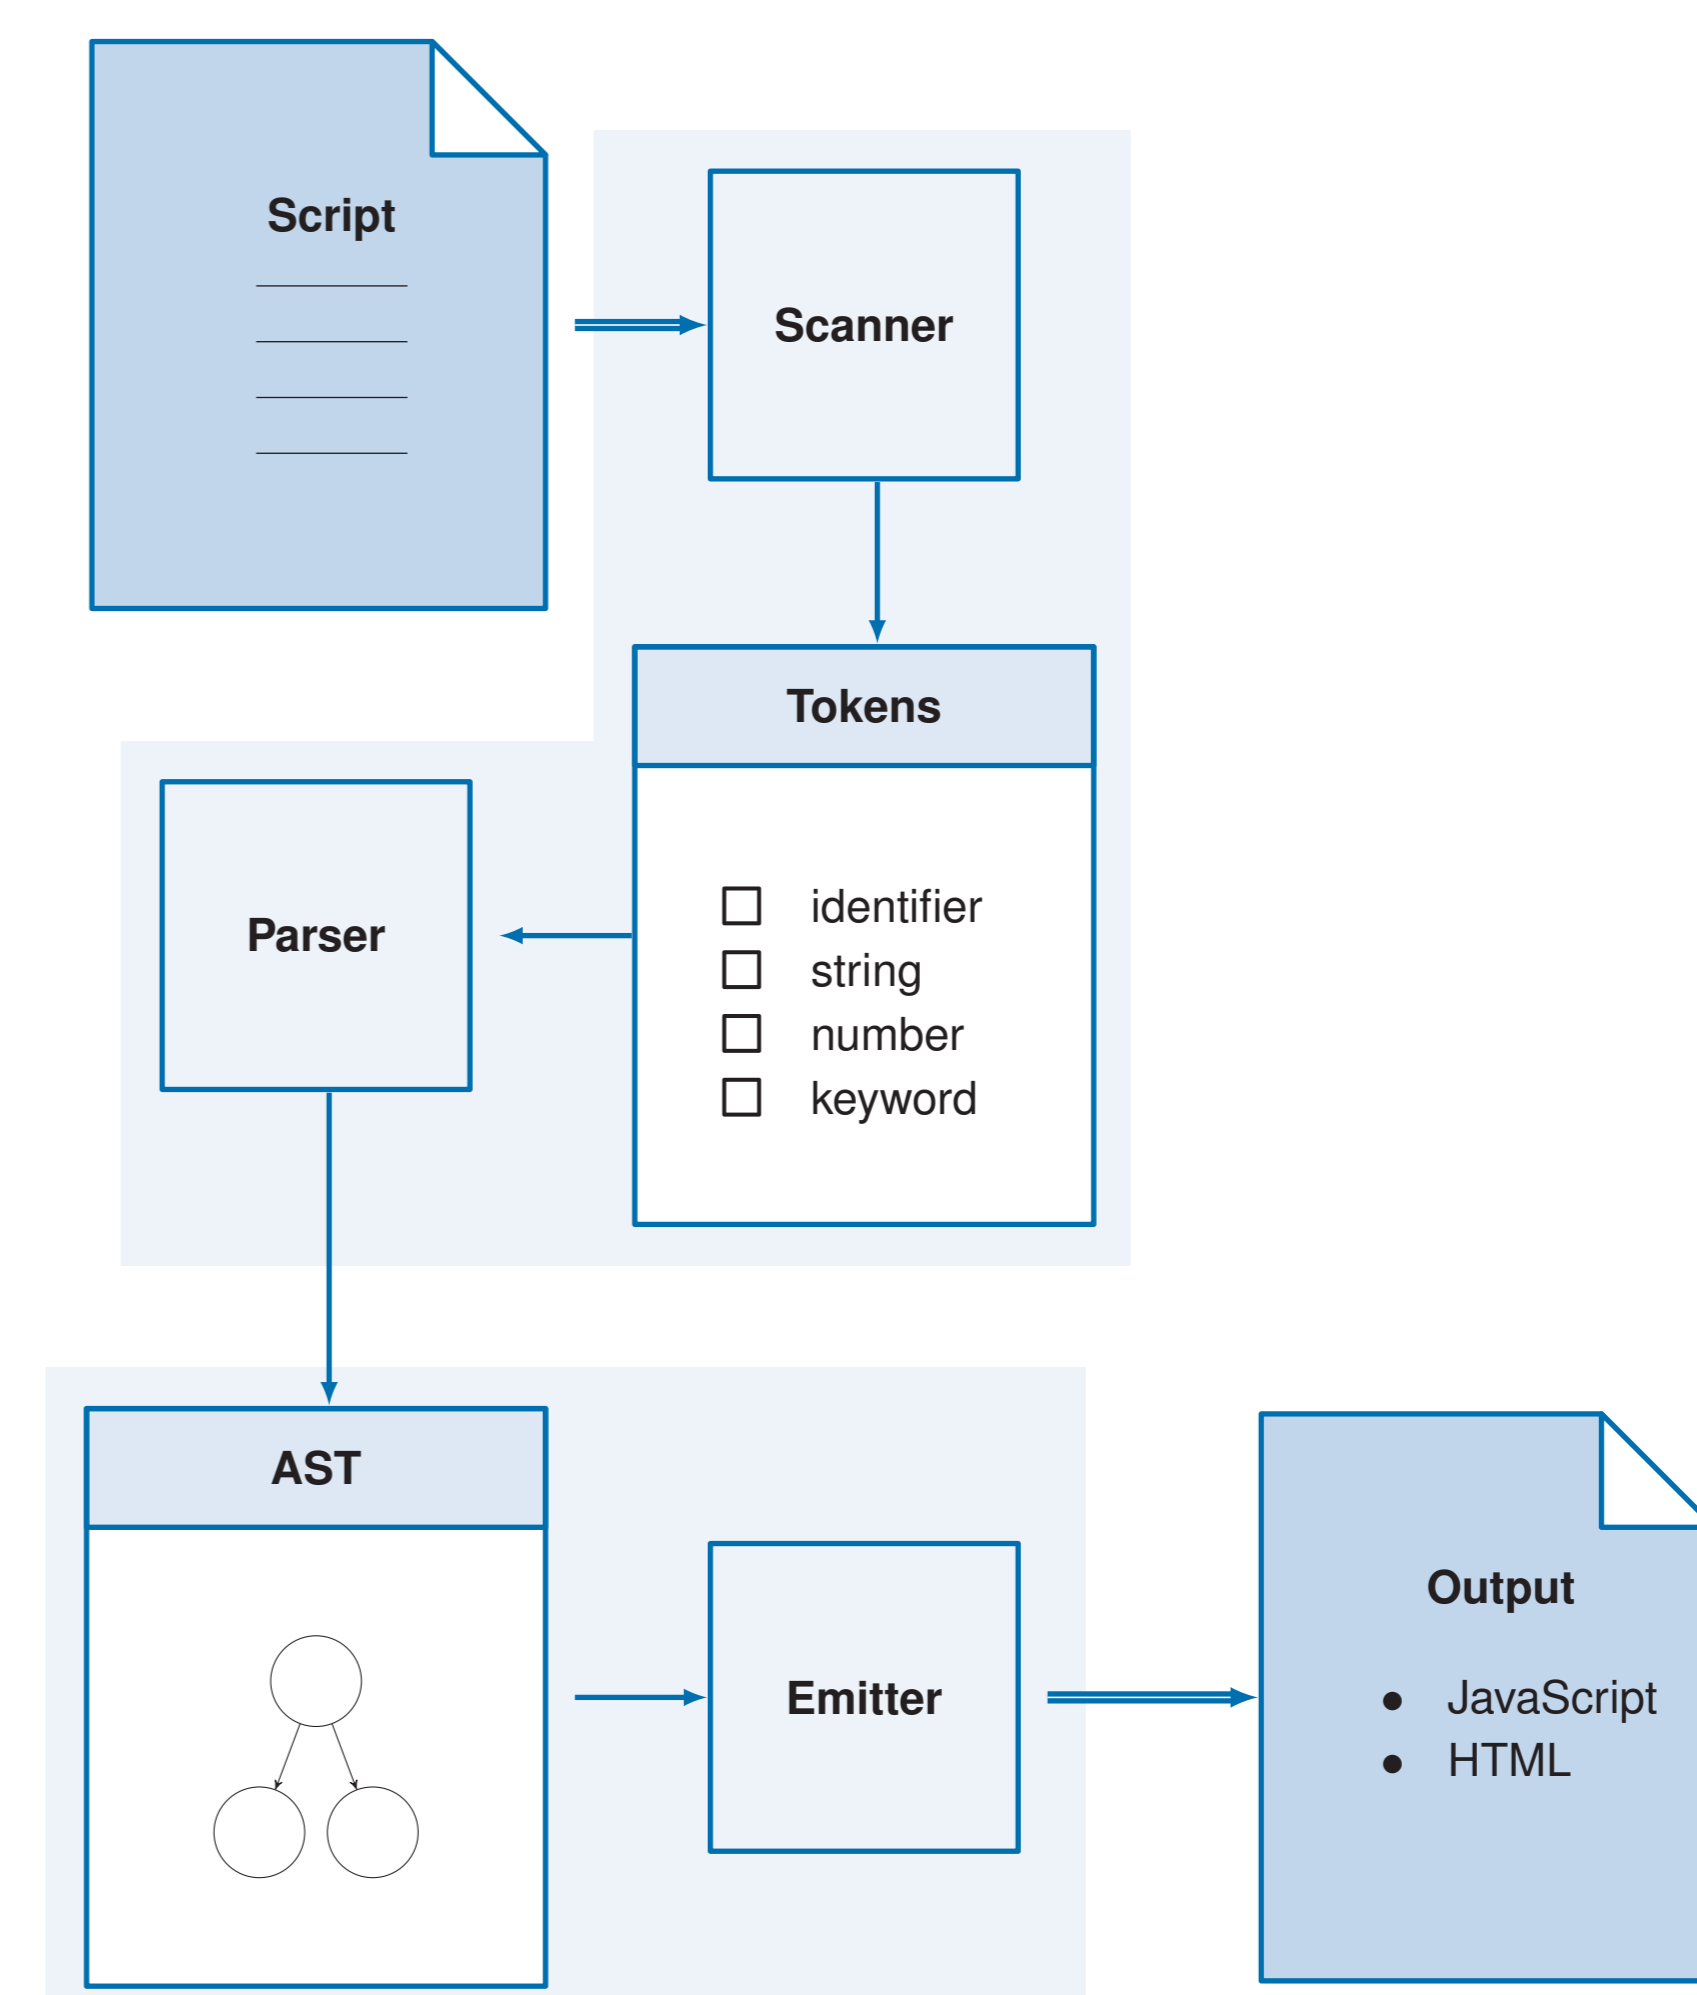 Script
Scanner
Tokens
identifier
string
number
keyword
Parser
AST
Emitter
Output
JavaScript
HTML